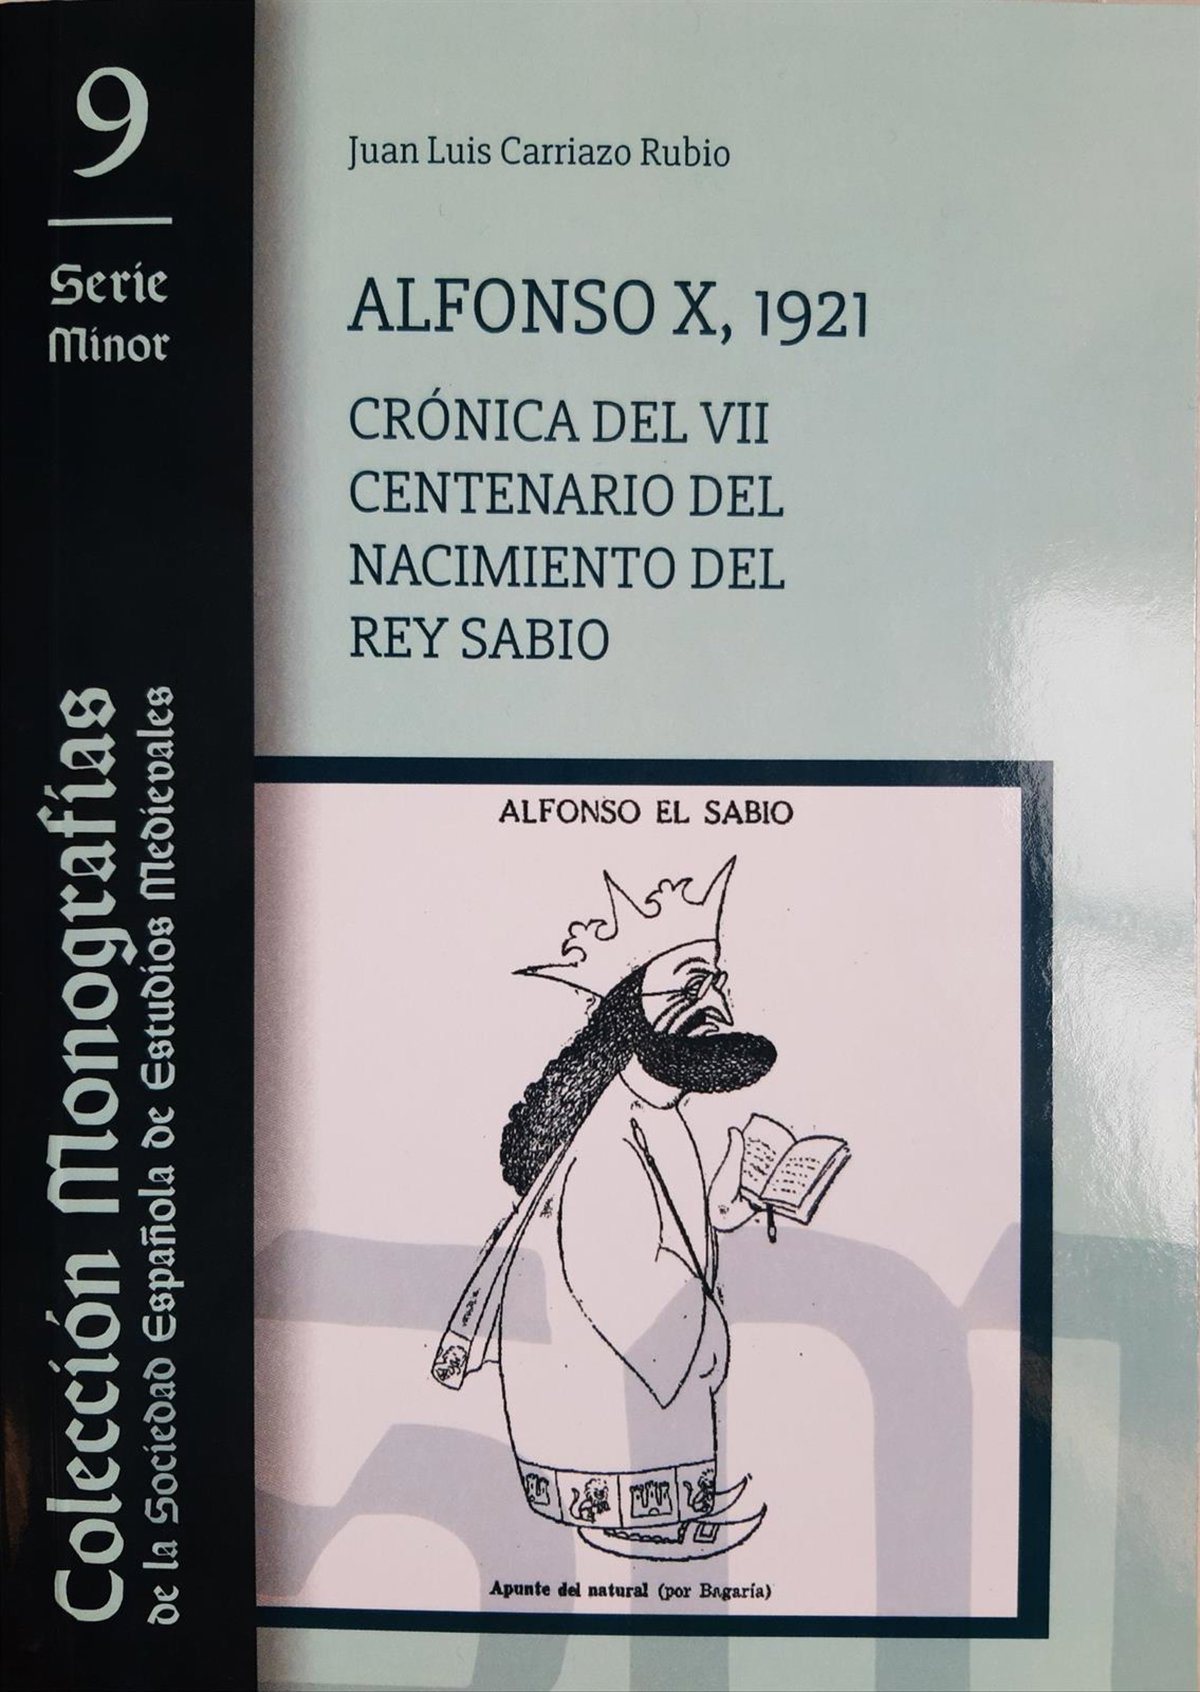 9
Serie
Minor
Colección Monografías
de la Sociedad Española de Estudios Medievales
Juan Luis Carriazo Rubio
ALFONSO X, 1921
CRÓNICA DEL VII
CENTENARIO DEL
NACIMIENTO DEL
REY SABIO
ALFONSO EL SABIO
Apunte del natural (por Bagaría)